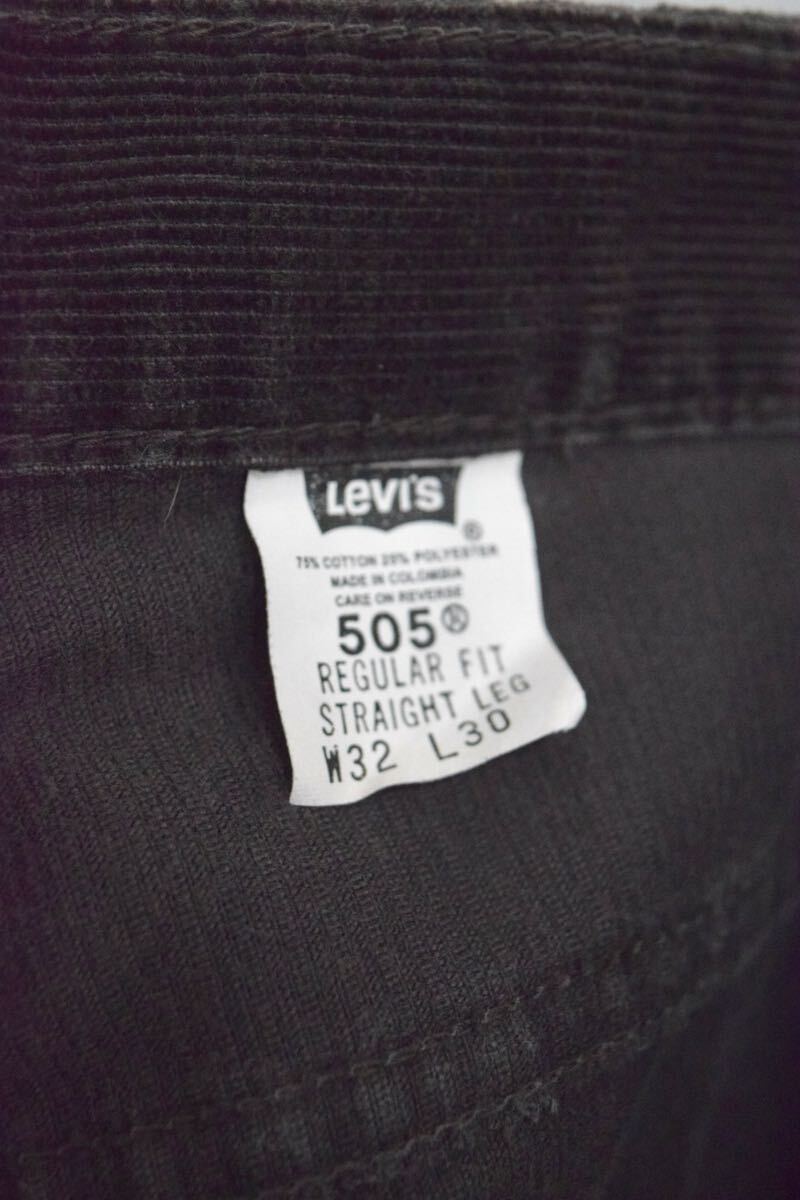 Levi's
®
75% COTTON 25% POLYESTER
MADE IN COLOMBIA
CARE ON REVERSE
505®
REGULAR FIT
STRAIGHT LEG
W32 L30